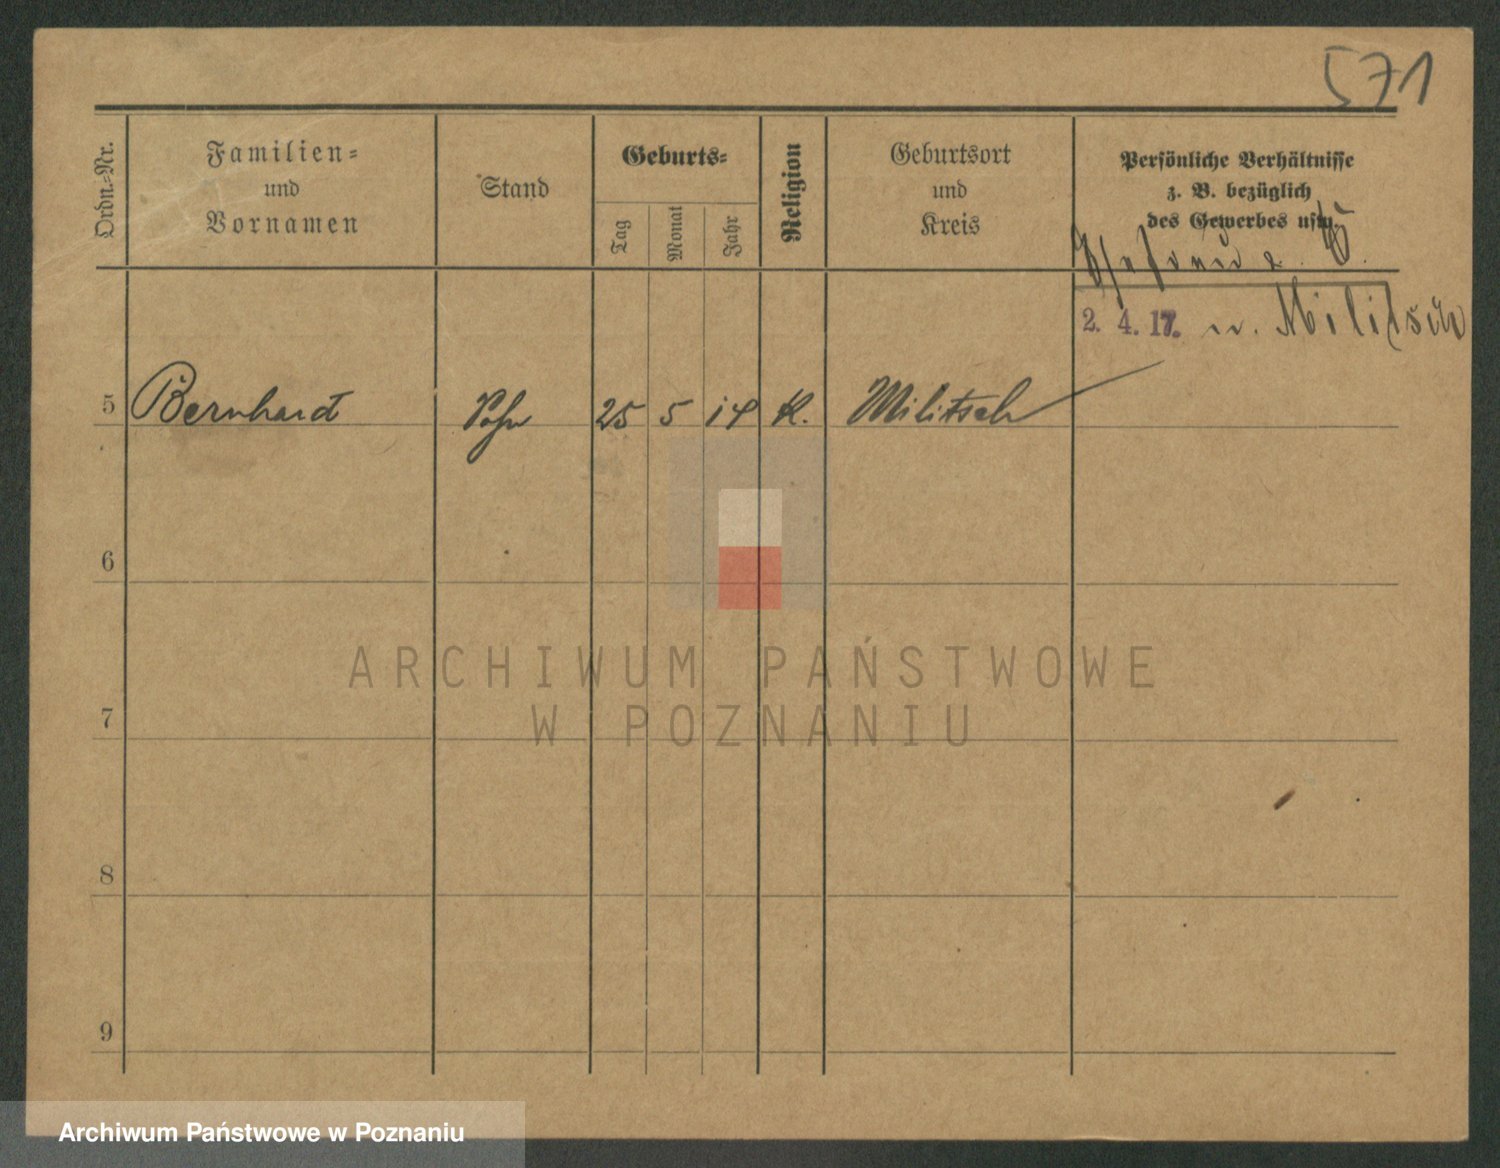 571
Ordn.-Nr.
Familien-
und
Vornamen
Stand
Geburts-
Tag
Monat
Jahr
Religion
Geburtsort
und
Kreis
Persönliche Verhältnisse
z. B. bezüglich
des Gewerbes usw.
2. 4. 17. n. Militsch
5 Bernhard Sohn 25 5 14 K. Militsch
6
7
8
9
ARCHIWUM PAŃSTWOWE
W POZNANIU
Archiwum Państwowe w Poznaniu